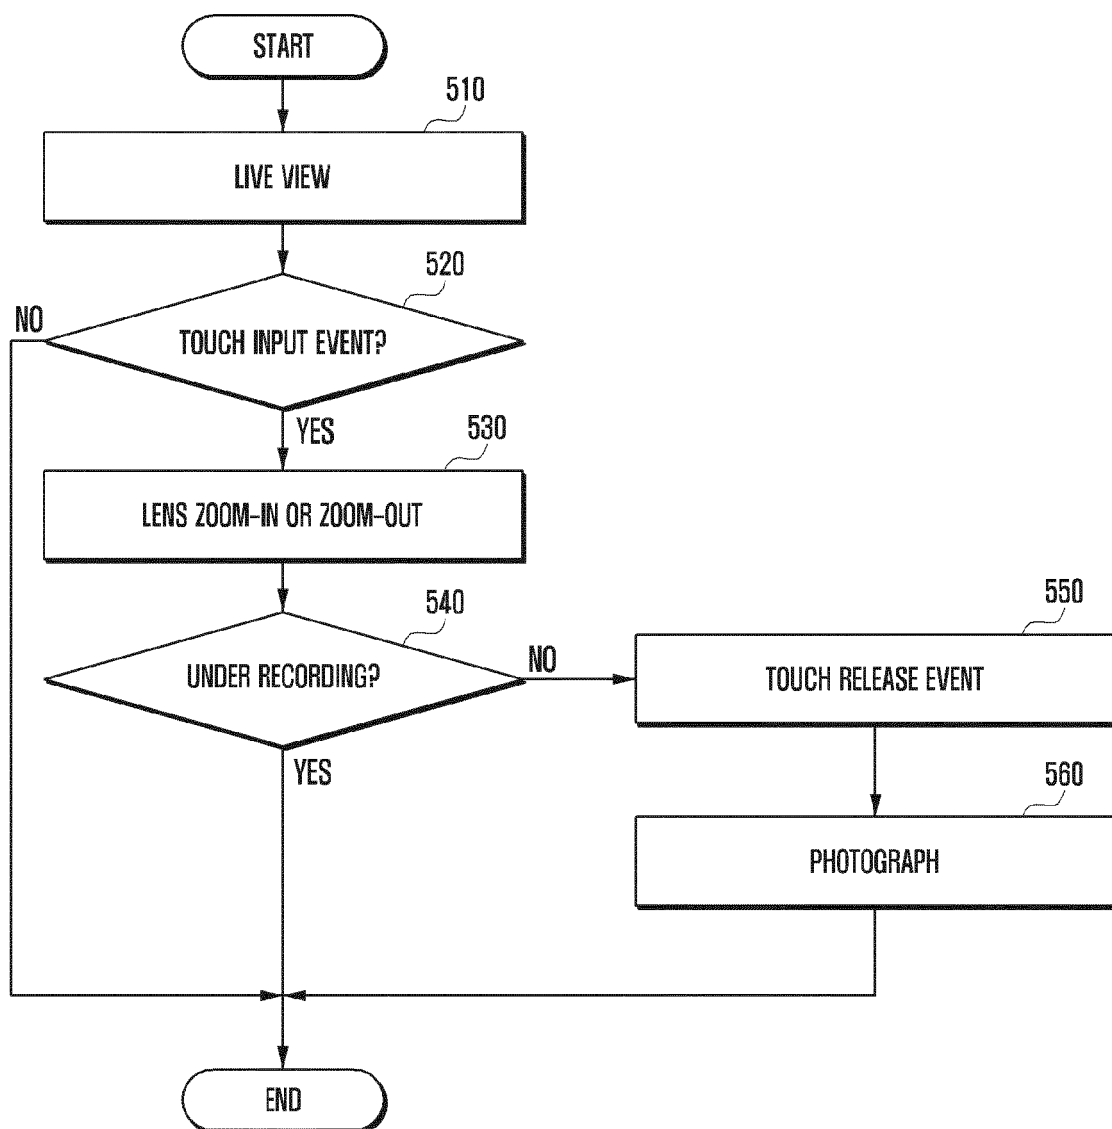 START
510
LIVE VIEW
520
NO
TOUCH INPUT EVENT?
YES
530
LENS ZOOM-IN OR ZOOM-OUT
540
UNDER RECORDING?
NO
550
TOUCH RELEASE EVENT
YES
560
PHOTOGRAPH
END